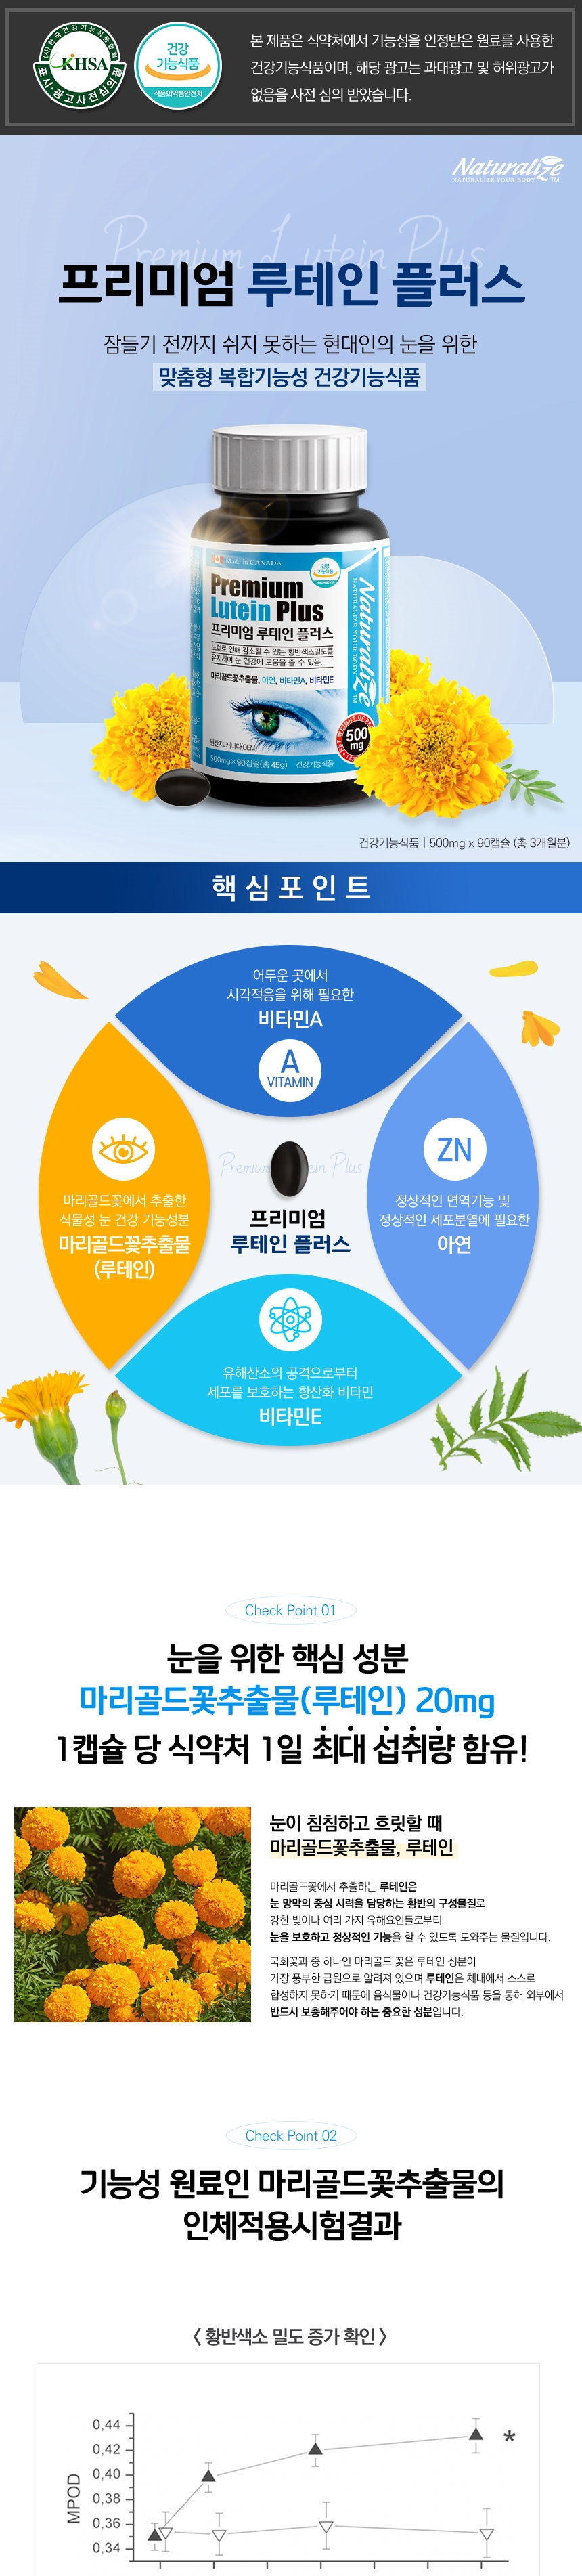 (사)한국건강기능식품협회
KHSA
표시·광고사전심의필
건강
기능식품
식품의약품안전처
본 제품은 식약처에서 기능성을 인정받은 원료를 사용한
건강기능식품이며, 해당 광고는 과대광고 및 허위광고가
없음을 사전 심의 받았습니다.
Naturalize
NATURALIZE YOUR BODY TM
Premium Lutein Plus
프리미엄 루테인 플러스
잠들기 전까지 쉬지 못하는 현대인의 눈을 위한
맞춤형 복합기능성 건강기능식품
Made in CANADA
건강
기능식품
Premium
Lutein Plus
프리미엄 루테인 플러스
노화로 인해 감소될 수 있는 황반색소밀도를
유지하여 눈 건강에 도움을 줄 수 있음.
마리골드꽃추출물, 아연, 비타민A, 비타민E
Naturalize
NATURALIZE YOUR BODY TM
500
mg
원산지: 캐나다(OEM)
500mg×90캡슐(총 45g) 건강기능식품
건강기능식품 | 500mg x 90캡슐 (총 3개월분)
핵심포인트
어두운 곳에서
시각적응을 위해 필요한
비타민A
A
VITAMIN
마리골드꽃에서 추출한
식물성 눈 건강 기능성분
마리골드꽃추출물
(루테인)
Premium Lutein Plus
프리미엄
루테인 플러스
ZN
정상적인 면역기능 및
정상적인 세포분열에 필요한
아연
유해산소의 공격으로부터
세포를 보호하는 항산화 비타민
비타민E
Check Point 01
눈을 위한 핵심 성분
마리골드꽃추출물(루테인) 20mg
1캡슐 당 식약처 1일 최대 섭취량 함유!
눈이 침침하고 흐릿할 때
마리골드꽃추출물, 루테인
마리골드꽃에서 추출하는 루테인은
눈 망막의 중심 시력을 담당하는 황반의 구성물질로
강한 빛이나 여러 가지 유해요인들로부터
눈을 보호하고 정상적인 기능을 할 수 있도록 도와주는 물질입니다.
국화꽃과 중 하나인 마리골드 꽃은 루테인 성분이
가장 풍부한 급원으로 알려져 있으며 루테인은 체내에서 스스로
합성하지 못하기 때문에 음식물이나 건강기능식품 등을 통해 외부에서
반드시 보충해주어야 하는 중요한 성분입니다.
Check Point 02
기능성 원료인 마리골드꽃추출물의
인체적용시험결과
〈 황반색소 밀도 증가 확인 〉
MPOD
0,44
0,42
0,40
0,38
0,36
0,34
*